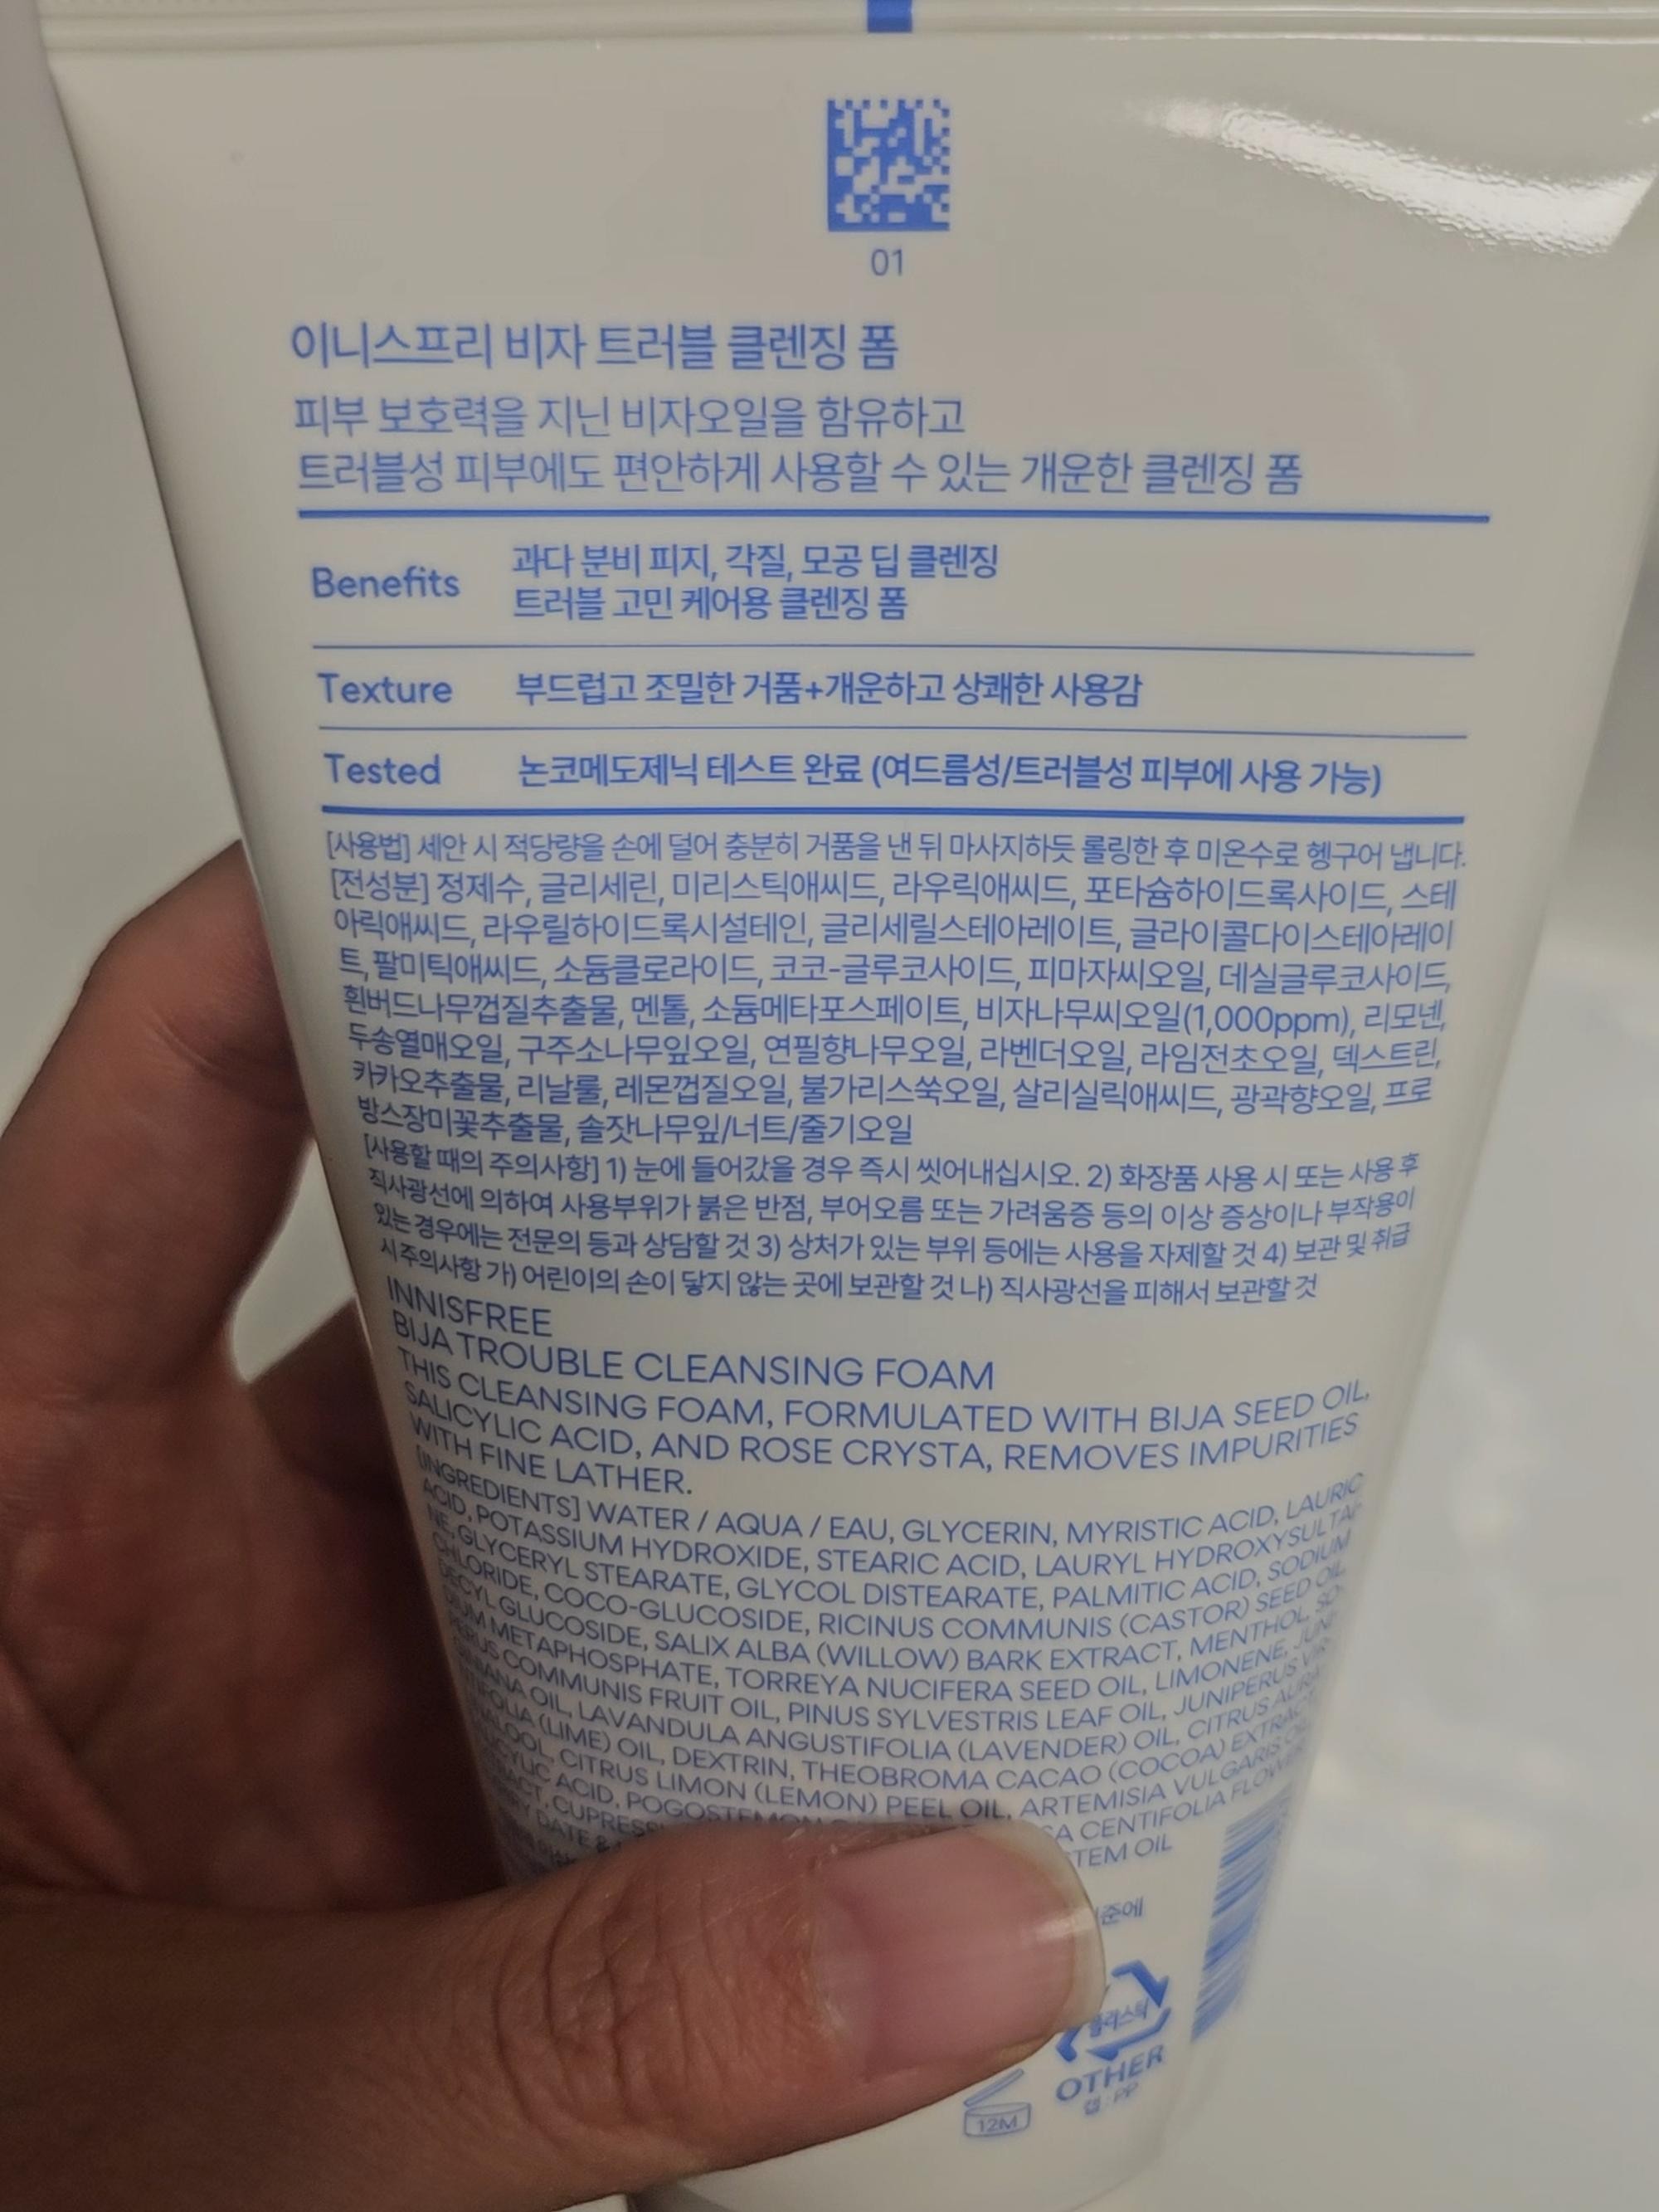 01
이니스프리 비자 트러블 클렌징 폼
피부 보호력을 지닌 비자오일을 함유하고
트러블성 피부에도 편안하게 사용할 수 있는 개운한 클렌징 폼
Benefits 과다 분비 피지, 각질, 모공 딥 클렌징
트러블 고민 케어용 클렌징 폼
Texture 부드럽고 조밀한 거품+개운하고 상쾌한 사용감
Tested 논코메도제닉 테스트 완료 (여드름성/트러블성 피부에 사용 가능)
[사용법] 세안 시 적당량을 손에 덜어 충분히 거품을 낸 뒤 마사지하듯 롤링한 후 미온수로 헹구어 냅니다.
[전성분] 정제수, 글리세린, 미리스틱애씨드, 라우릭애씨드, 포타슘하이드록사이드, 스테
아릭애씨드, 라우릴하이드록시설테인, 글리세릴스테아레이트, 글라이콜다이스테아레이
트, 팔미틱애씨드, 소듐클로라이드, 코코-글루코사이드, 피마자씨오일, 데실글루코사이드,
흰버드나무껍질추출물, 멘톨, 소듐메타포스페이트, 비자나무씨오일(1,000ppm), 리모넨,
두송열매오일, 구주소나무잎오일, 연필향나무오일, 라벤더오일, 라임전초오일, 덱스트린,
카카오추출물, 리날룰, 레몬껍질오일, 불가리스쑥오일, 살리실릭애씨드, 광곽향오일, 프로
방스장미꽃추출물, 솔잣나무잎/너트/줄기오일
[사용할 때의 주의사항] 1) 눈에 들어갔을 경우 즉시 씻어내십시오. 2) 화장품 사용 시 또는 사용 후
직사광선에 의하여 사용부위가 붉은 반점, 부어오름 또는 가려움증 등의 이상 증상이나 부작용이
있는 경우에는 전문의 등과 상담할 것 3) 상처가 있는 부위 등에는 사용을 자제할 것 4) 보관 및 취급
시 주의사항 가) 어린이의 손이 닿지 않는 곳에 보관할 것 나) 직사광선을 피해서 보관할 것
INNISFREE
BIJA TROUBLE CLEANSING FOAM
THIS CLEANSING FOAM, FORMULATED WITH BIJA SEED OIL,
SALICYLIC ACID, AND ROSE CRYSTA, REMOVES IMPURITIES
WITH FINE LATHER.
[INGREDIENTS] WATER / AQUA / EAU, GLYCERIN, MYRISTIC ACID, LAURIC
ACID, POTASSIUM HYDROXIDE, STEARIC ACID, LAURYL HYDROXYSULTAI-
NE, GLYCERYL STEARATE, GLYCOL DISTEARATE, PALMITIC ACID, SODIUM
CHLORIDE, COCO-GLUCOSIDE, RICINUS COMMUNIS (CASTOR) SEED OIL,
DECYL GLUCOSIDE, SALIX ALBA (WILLOW) BARK EXTRACT, MENTHOL, SO-
DIUM METAPHOSPHATE, TORREYA NUCIFERA SEED OIL, LIMONENE, JUNI-
PERUS COMMUNIS FRUIT OIL, PINUS SYLVESTRIS LEAF OIL, JUNIPERUS VIR-
GINIANA OIL, LAVANDULA ANGUSTIFOLIA (LAVENDER) OIL, CITRUS AURA-
TIFOLIA (LIME) OIL, DEXTRIN, THEOBROMA CACAO (COCOA) EXTRACT,
LINALOOL, CITRUS LIMON (LEMON) PEEL OIL, ARTEMISIA VULGARIS OIL,
ACID, CENTIFOLIA FLOWER
DATE & STEM OIL
OTHER
캡 : PP
12M
플라스틱